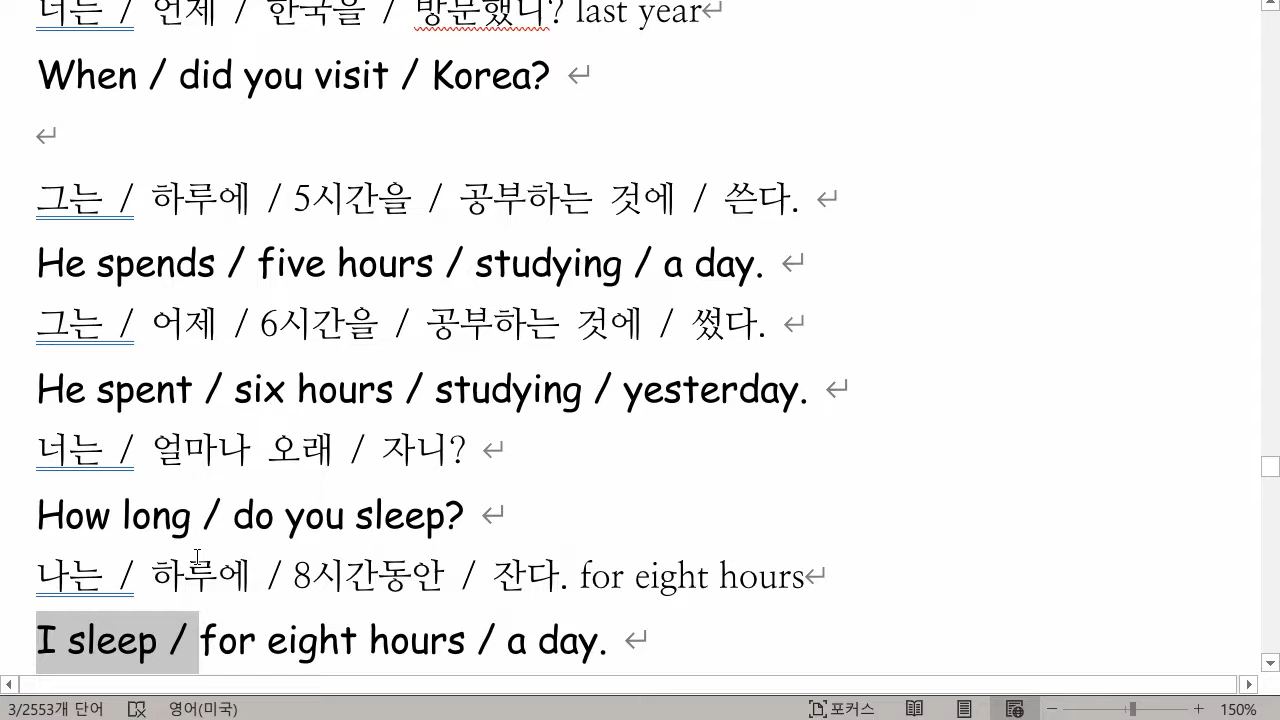 너는 / 언제 / 한국을 / 방문했니? last year
When / did you visit / Korea?
그는 / 하루에 / 5시간을 / 공부하는 것에 / 쓴다.
He spends / five hours / studying / a day.
그는 / 어제 / 6시간을 / 공부하는 것에 / 썼다.
He spent / six hours / studying / yesterday.
너는 / 얼마나 오래 / 자니?
How long / do you sleep?
나는 / 하루에 / 8시간동안 / 잔다. for eight hours
I sleep / for eight hours / a day.
3/2553개 단어 영어(미국) 포커스 150%